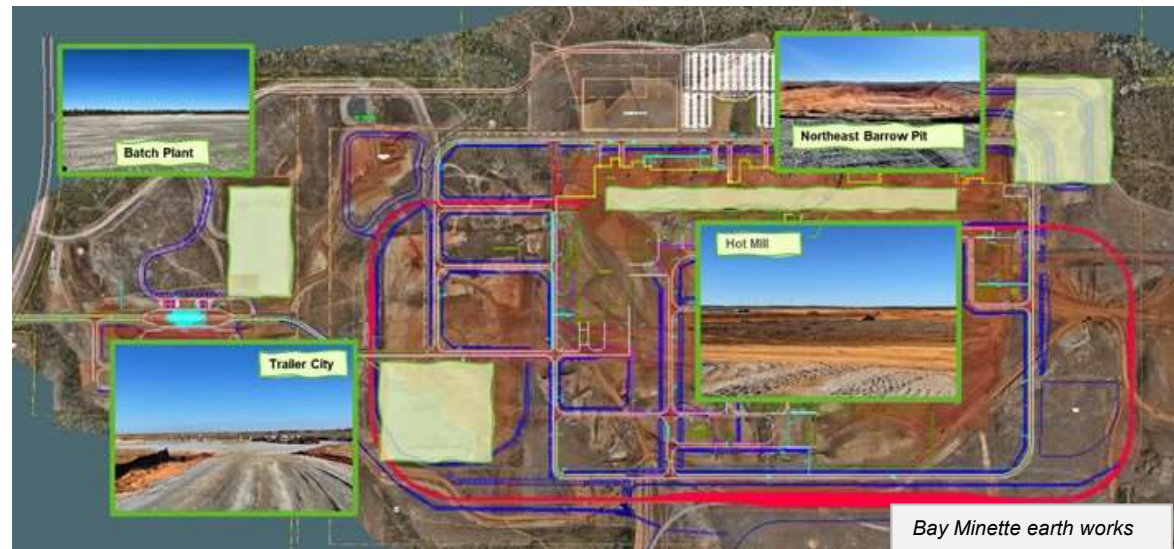 Batch Plant
Northeast Barrow Pit
Hot Mill
Trailer City
Bay Minette earth works